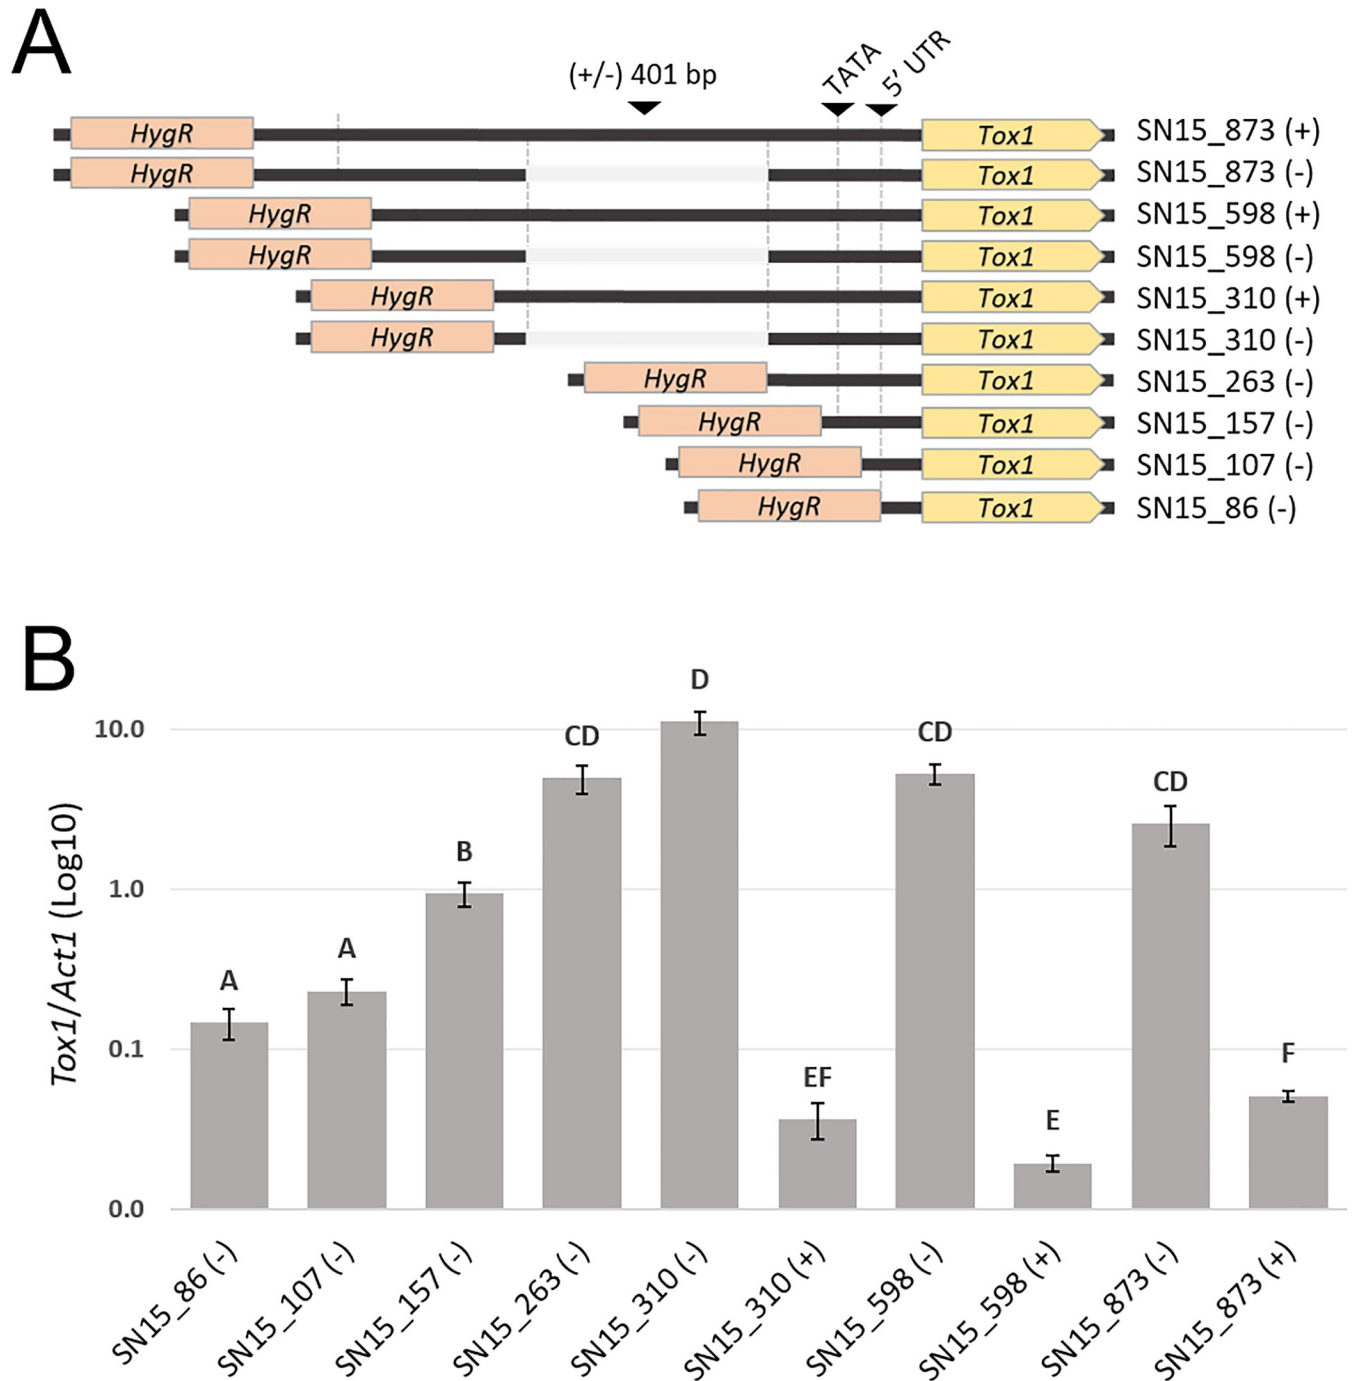 A
(+/-) 401 bp
TATA
5' UTR
HygR Tox1 SN15_873 (+)
HygR Tox1 SN15_873 (-)
HygR Tox1 SN15_598 (+)
HygR Tox1 SN15_598 (-)
HygR Tox1 SN15_310 (+)
HygR Tox1 SN15_310 (-)
HygR Tox1 SN15_263 (-)
HygR Tox1 SN15_157 (-)
HygR Tox1 SN15_107 (-)
HygR Tox1 SN15_86 (-)
B
Tox1/Act1 (Log10)
10.0
1.0
0.1
0.0
A
A
B
CD
D
EF
CD
E
CD
F
SN15_86 (-)
SN15_107 (-)
SN15_157 (-)
SN15_263 (-)
SN15_310 (-)
SN15_310 (+)
SN15_598 (-)
SN15_598 (+)
SN15_873 (-)
SN15_873 (+)